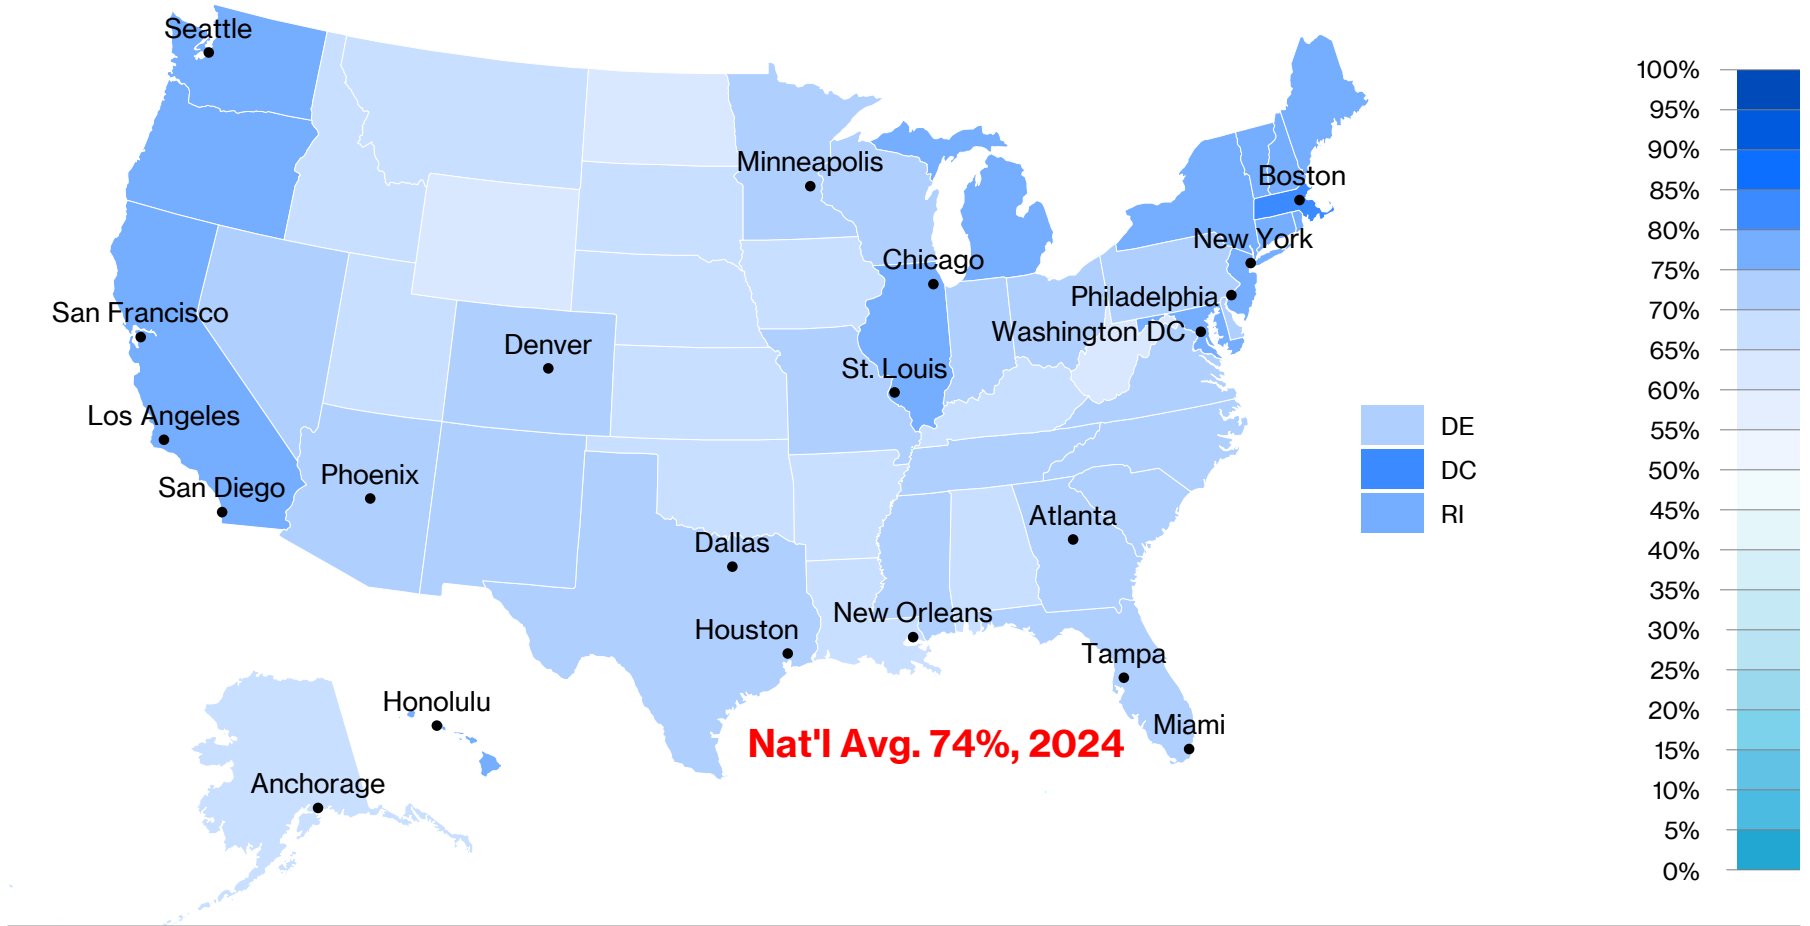 Seattle
Minneapolis
Boston
New York
Chicago
Philadelphia
Washington DC
San Francisco
Denver
St. Louis
Los Angeles
Phoenix
San Diego
Atlanta
Dallas
New Orleans
Houston
Tampa
Honolulu
Miami
Nat'l Avg. 74%, 2024
Anchorage
DE
DC
RI
100%
95%
90%
85%
80%
75%
70%
65%
60%
55%
50%
45%
40%
35%
30%
25%
20%
15%
10%
5%
0%